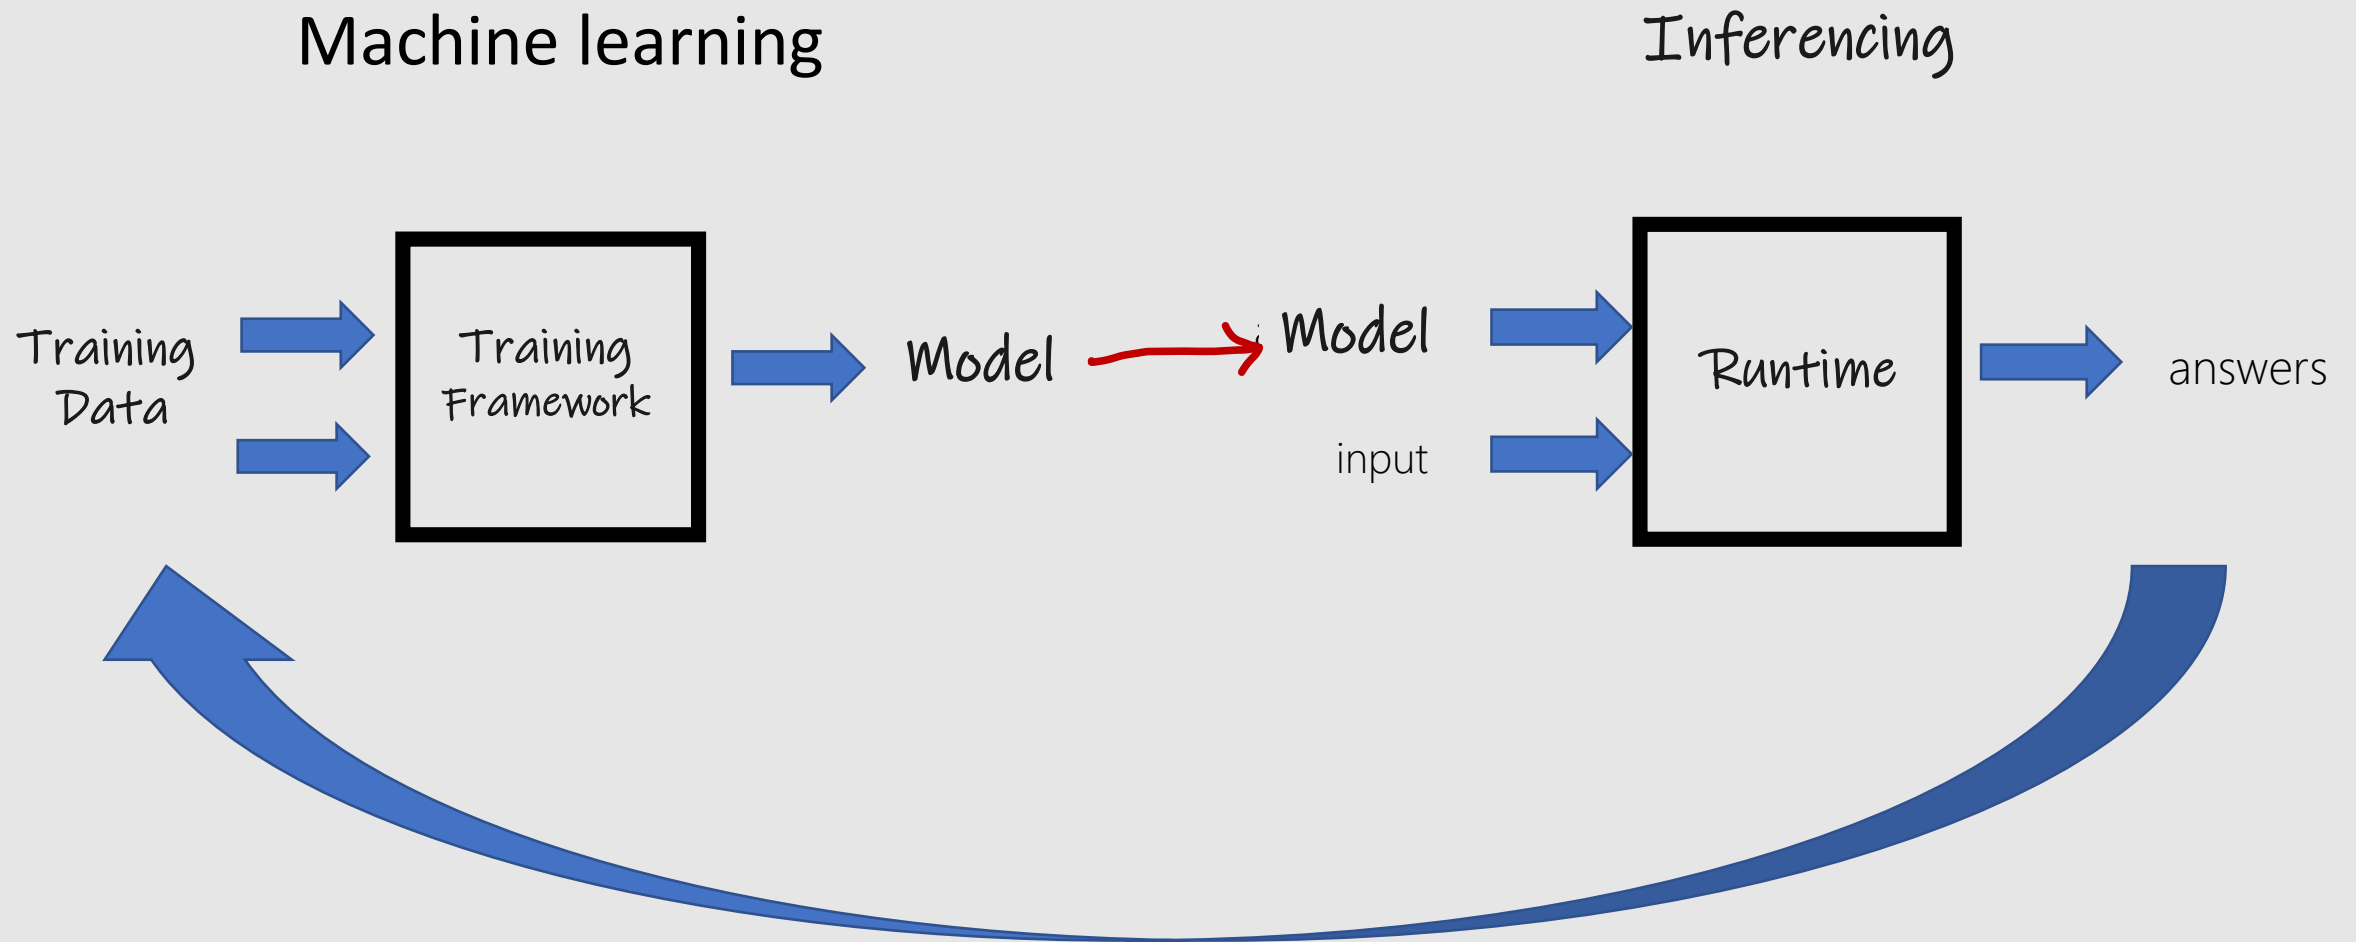 Machine learning
Inferencing
Training
Data
Training
Framework
Model
Model
input
Runtime
answers